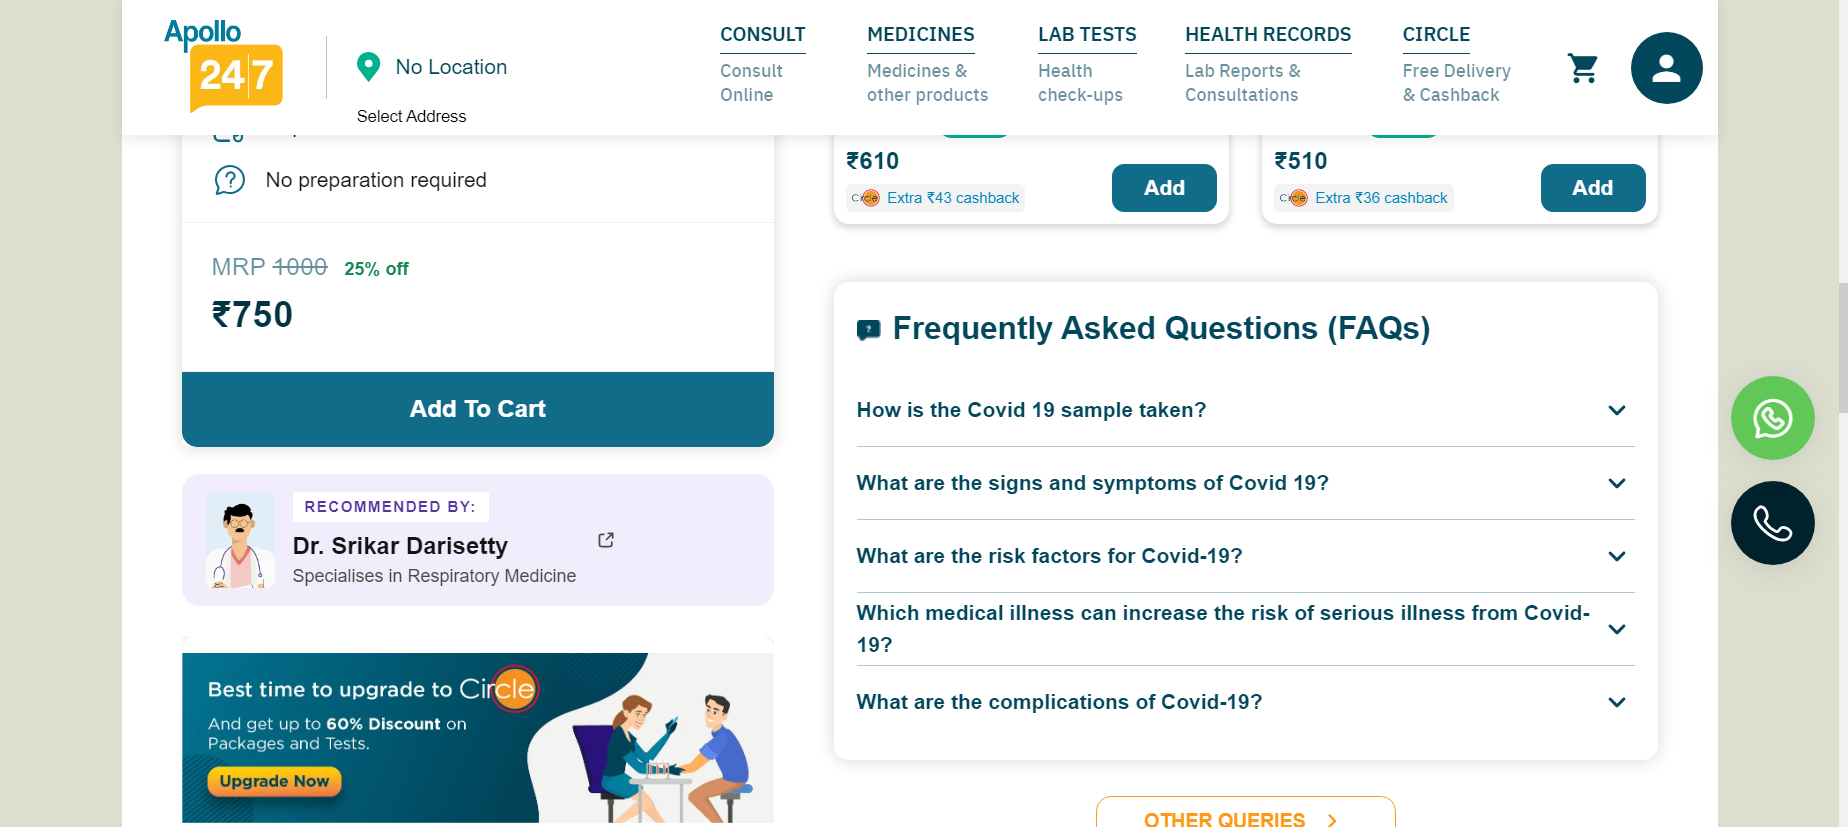 Apollo
24|7
No Location
Select Address
CONSULT
Consult
Online
MEDICINES
Medicines &
other products
LAB TESTS
Health
check-ups
HEALTH RECORDS
Lab Reports &
Consultations
CIRCLE
Free Delivery
& Cashback
No preparation required
MRP 1000 25% off
₹750
Add To Cart
RECOMMENDED BY:
Dr. Srikar Darisetty
Specialises in Respiratory Medicine
Best time to upgrade to Circle
And get up to 60% Discount on
Packages and Tests.
Upgrade Now
₹610
Circle Extra ₹43 cashback
Add
₹510
Circle Extra ₹36 cashback
Add
Frequently Asked Questions (FAQs)
How is the Covid 19 sample taken?
What are the signs and symptoms of Covid 19?
What are the risk factors for Covid-19?
Which medical illness can increase the risk of serious illness from Covid-
19?
What are the complications of Covid-19?
OTHER QUERIES